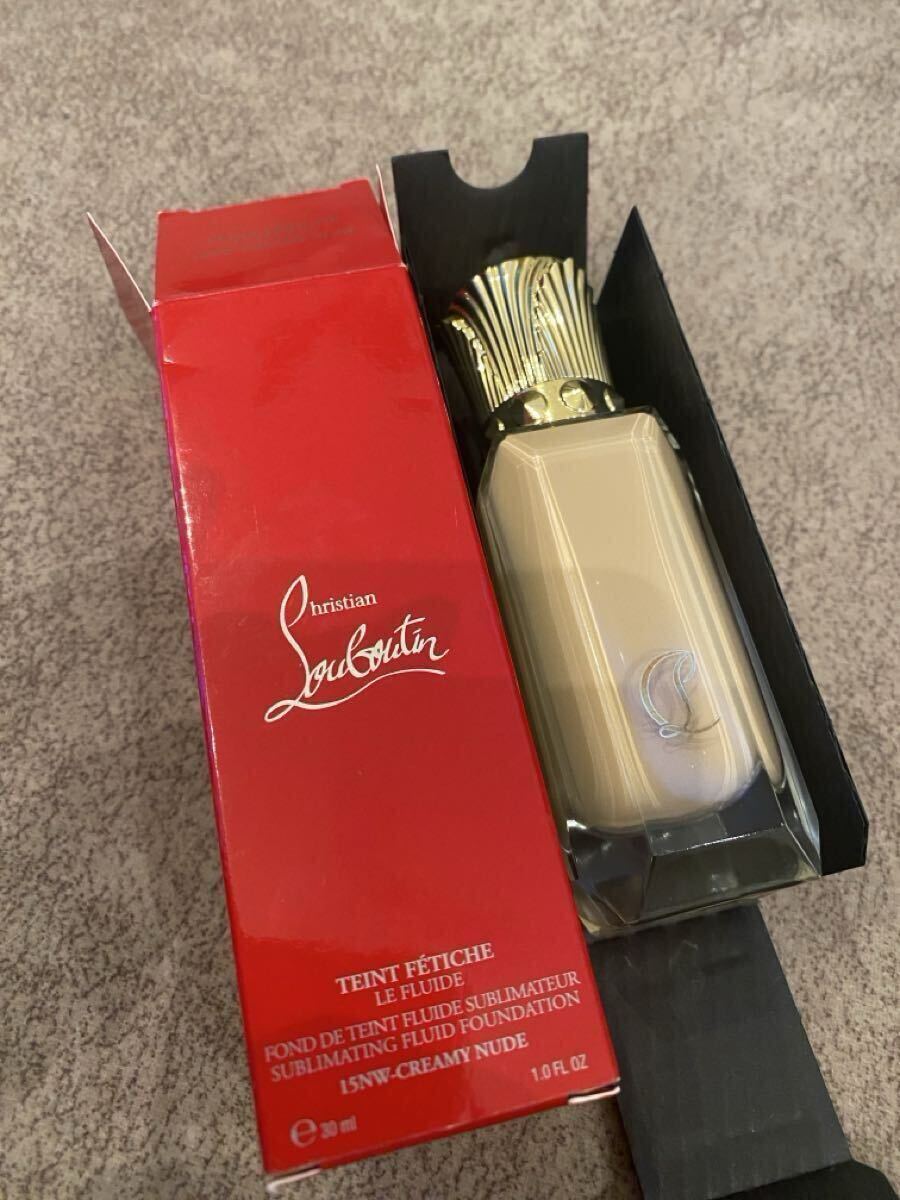 Christian
Louboutin
TEINT FÉTICHE
LE FLUIDE
FOND DE TEINT FLUIDE SUBLIMATEUR
SUBLIMATING FLUID FOUNDATION
15NW-CREAMY NUDE
℮ 30 ml
1.0 FL OZ
CL